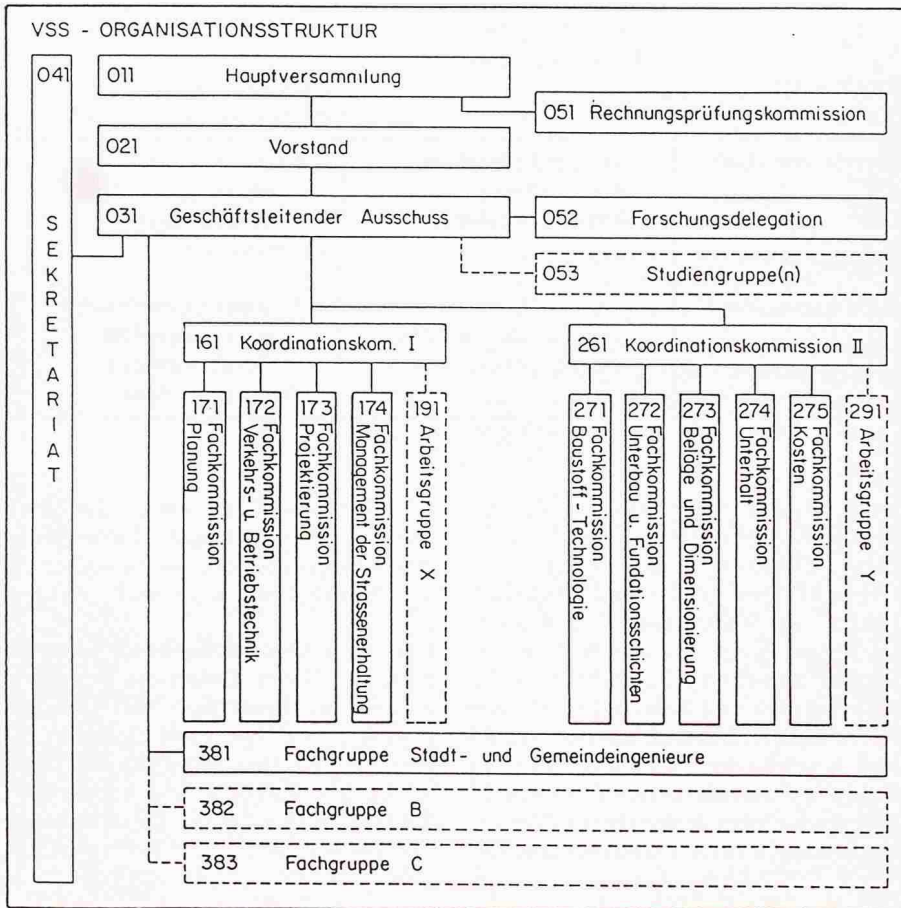 VSS - ORGANISATIONSSTRUKTUR
041 SEKRETARIAT
011 Hauptversammlung
051 Rechnungsprüfungskommission
021 Vorstand
031 Geschäftsleitender Ausschuss
052 Forschungsdelegation
053 Studiengruppe(n)
161 Koordinationskom. I
261 Koordinationskommission II
171 Fachkommission
Planung
172 Fachkommission
Verkehrs- u. Betriebstechnik
173 Fachkommission
Projektierung
174 Fachkommission
Management der Strassenerhaltung
191 Arbeitsgruppe X
271 Fachkommission
Baustoff - Technologie
272 Fachkommission
Unterbau u. Fundationsschichten
273 Fachkommission
Beläge und Dimensionierung
274 Fachkommission
Unterhalt
275 Fachkommission
Kosten
291 Arbeitsgruppe Y
381 Fachgruppe Stadt- und Gemeindeingenieure
382 Fachgruppe B
383 Fachgruppe C